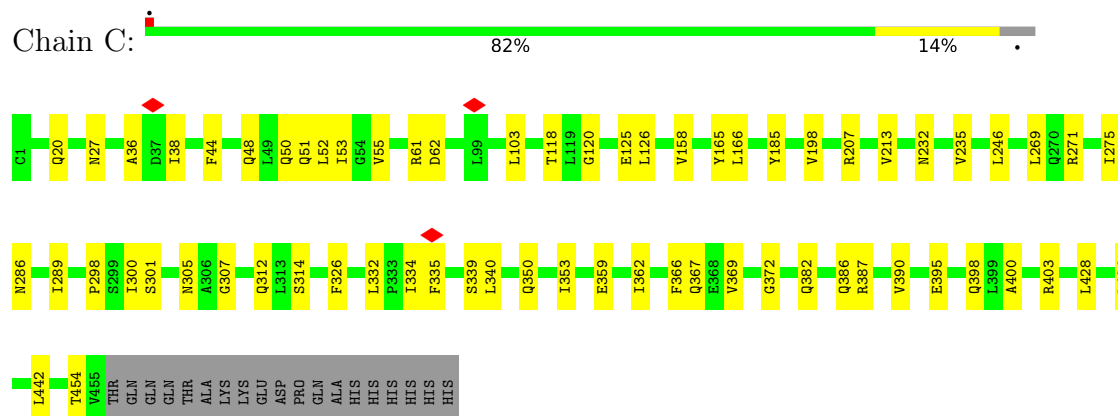 Chain C:
82% 14%
C1 Q20 N27 A36 D37 I38 F44 Q48 L49 Q50 Q51 L52 I53 G54 V55 R61 D62 L99 L103 T118 L119 G120 E125 L126 V158 Y165 L166 Y185 V198 R207 V213 N232 V235 L246 L269 Q270 R271 I275
N286 I289 P298 S299 I300 S301 N305 A306 G307 Q312 L313 S314 F326 L332 P333 I334 F335 S339 L340 Q350 I353 E359 I362 F366 Q367 E368 V369 G372 Q382 Q386 R387 V390 E395 Q398 L399 A400 R403 L428
L442 T454 V455 THR GLN GLN GLN THR ALA LYS LYS GLU ASP PRO GLN ALA HIS HIS HIS HIS HIS HIS